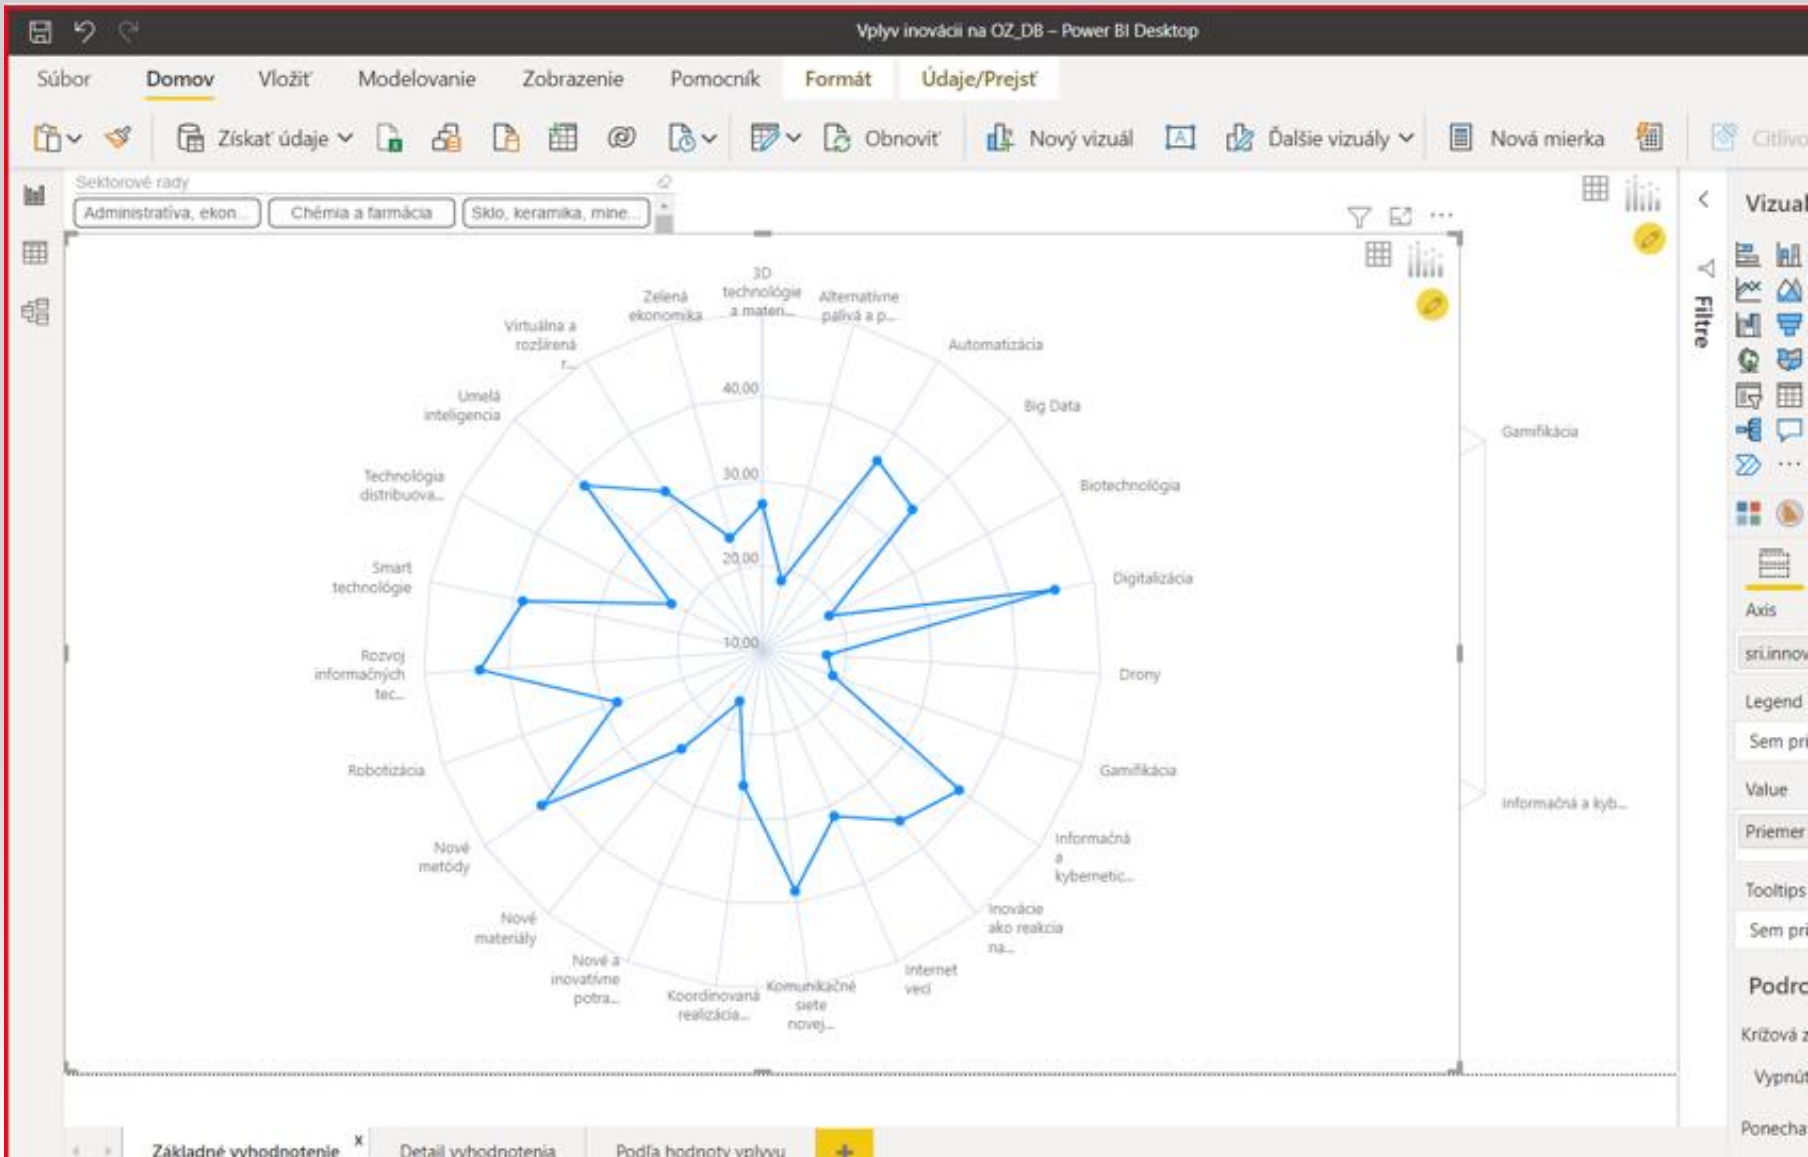 Vplyv inovácii na OZ_DB – Power BI Desktop
Súbor Domov Vložiť Modelovanie Zobrazenie Pomocník Formát Údaje/Prejsť
Získať údaje Obnoviť Nový vizuál Ďalšie vizuály Nová mierka Citlivo
Sektorové rady
Administratíva, ekon... Chémia a farmácia Sklo, keramika, mine...
3D
technológie
a materi...
Alternatívne
palivá a p...
Automatizácia
Big Data
Biotechnológia
Digitalizácia
Drony
Gamifikácia
Informačná
a
kybernetic...
Inovácie
ako reakcia
na...
Internet
vecí
Komunikačné
siete
novej...
Koordinovaná
realizácia...
Nové a
inovatívne
potra...
Nové
materiály
Nové
metódy
Robotizácia
Rozvoj
informačných
tec...
Smart
technológie
Technológia
distribuova...
Umelá
inteligencia
Virtuálna a
rozšírená
r...
Zelená
ekonomika
40,00
30,00
20,00
10,00
Gamifikácia
Informačná a kyb...
Filtre
Vizual
Axis
sri.innov
Legend
Sem pri
Value
Priemer
Tooltips
Sem pri
Podro
Krížová z
Vypnút
Ponecha
Základné vyhodnotenie x Detail vyhodnotenia Podľa hodnoty vplyvu +